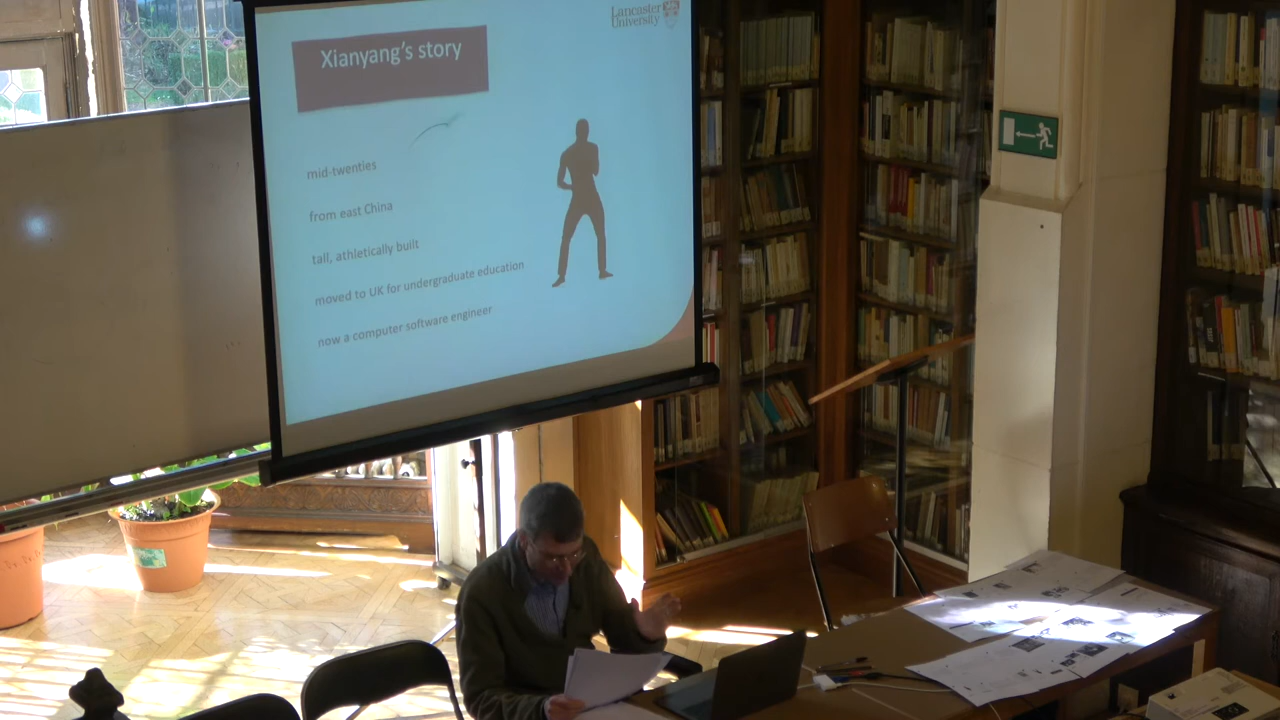 Lancaster
University
Xianyang's story
mid-twenties
from east China
tall, athletically built
moved to UK for undergraduate education
now a computer software engineer